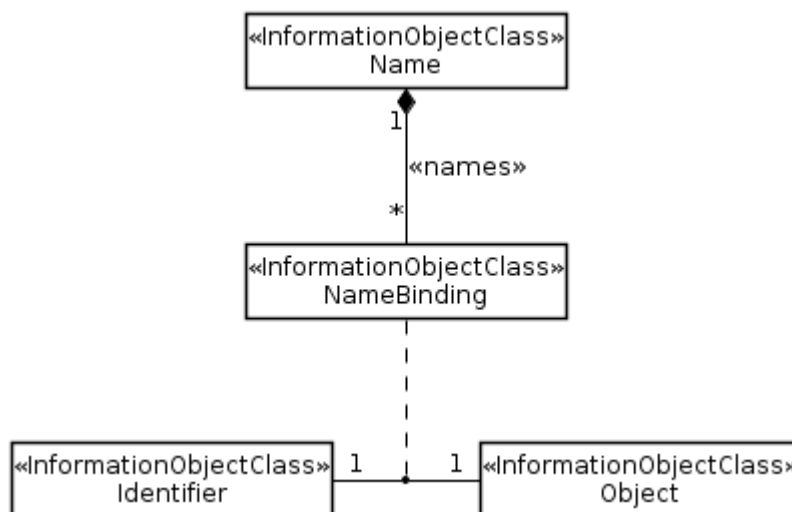 «InformationObjectClass»
Name
1
«names»
*
«InformationObjectClass»
NameBinding
«InformationObjectClass»
Identifier
1
1
«InformationObjectClass»
Object